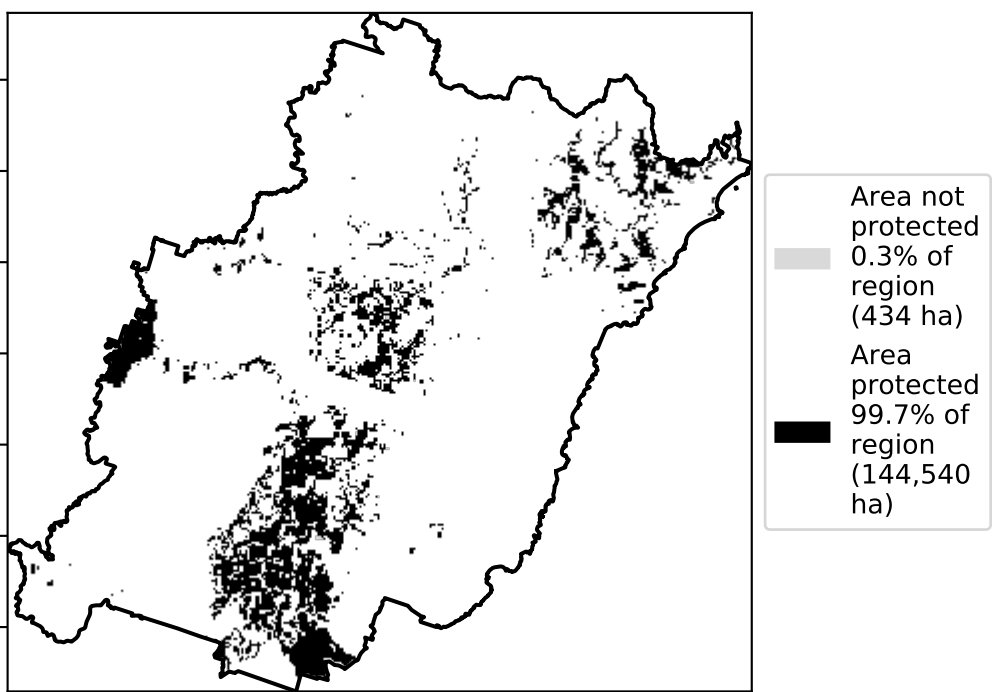 Area not
protected
0.3% of
region
(434 ha)
Area
protected
99.7% of
region
(144,540
ha)